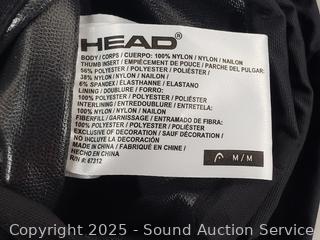 HEAD®
BODY / CORPS / CUERPO: 100% NYLON / NYLON / NAILON
THUMB INSERT / EMPIÈCEMENT DE POUCE / PARCHE DEL PULGAR:
56% POLYESTER / POLYESTER / POLIÉSTER
38% NYLON / NYLON / NAILON
6% SPANDEX / ÉLASTHANNE / ELASTANO
LINING / DOUBLURE / FORRO:
100% POLYESTER / POLYESTER / POLIÉSTER
INTERLINING / ENTREDOUBLURE / ENTRETELA:
100% NYLON / NYLON / NAILON
FIBERFILL / GARNISSAGE / ENTRAMADO DE FIBRA:
100% POLYESTER / POLYESTER / POLIÉSTER
EXCLUSIVE OF DECORATION / SAUF DÉCORATION /
NO INCLUYE LA DECORACIÓN
MADE IN CHINA / FABRIQUÉ EN CHINE /
HECHO EN CHINA
R/N #: 67312
M / M
Copyright © 2025 - Sound Auction Service